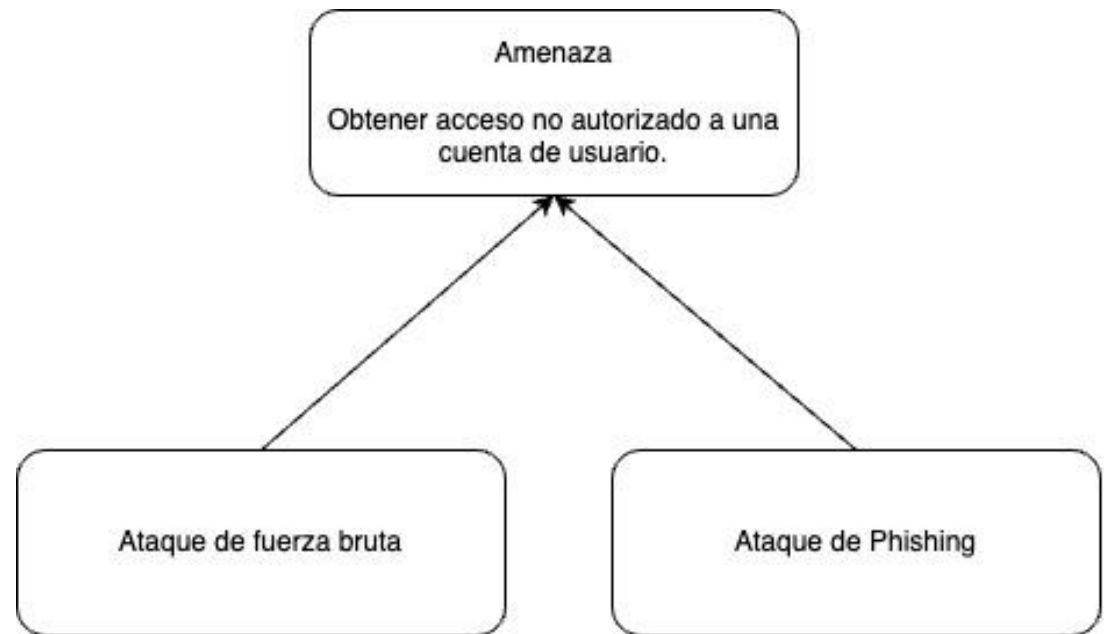 Amenaza
Obtener acceso no autorizado a una
cuenta de usuario.
Ataque de fuerza bruta
Ataque de Phishing